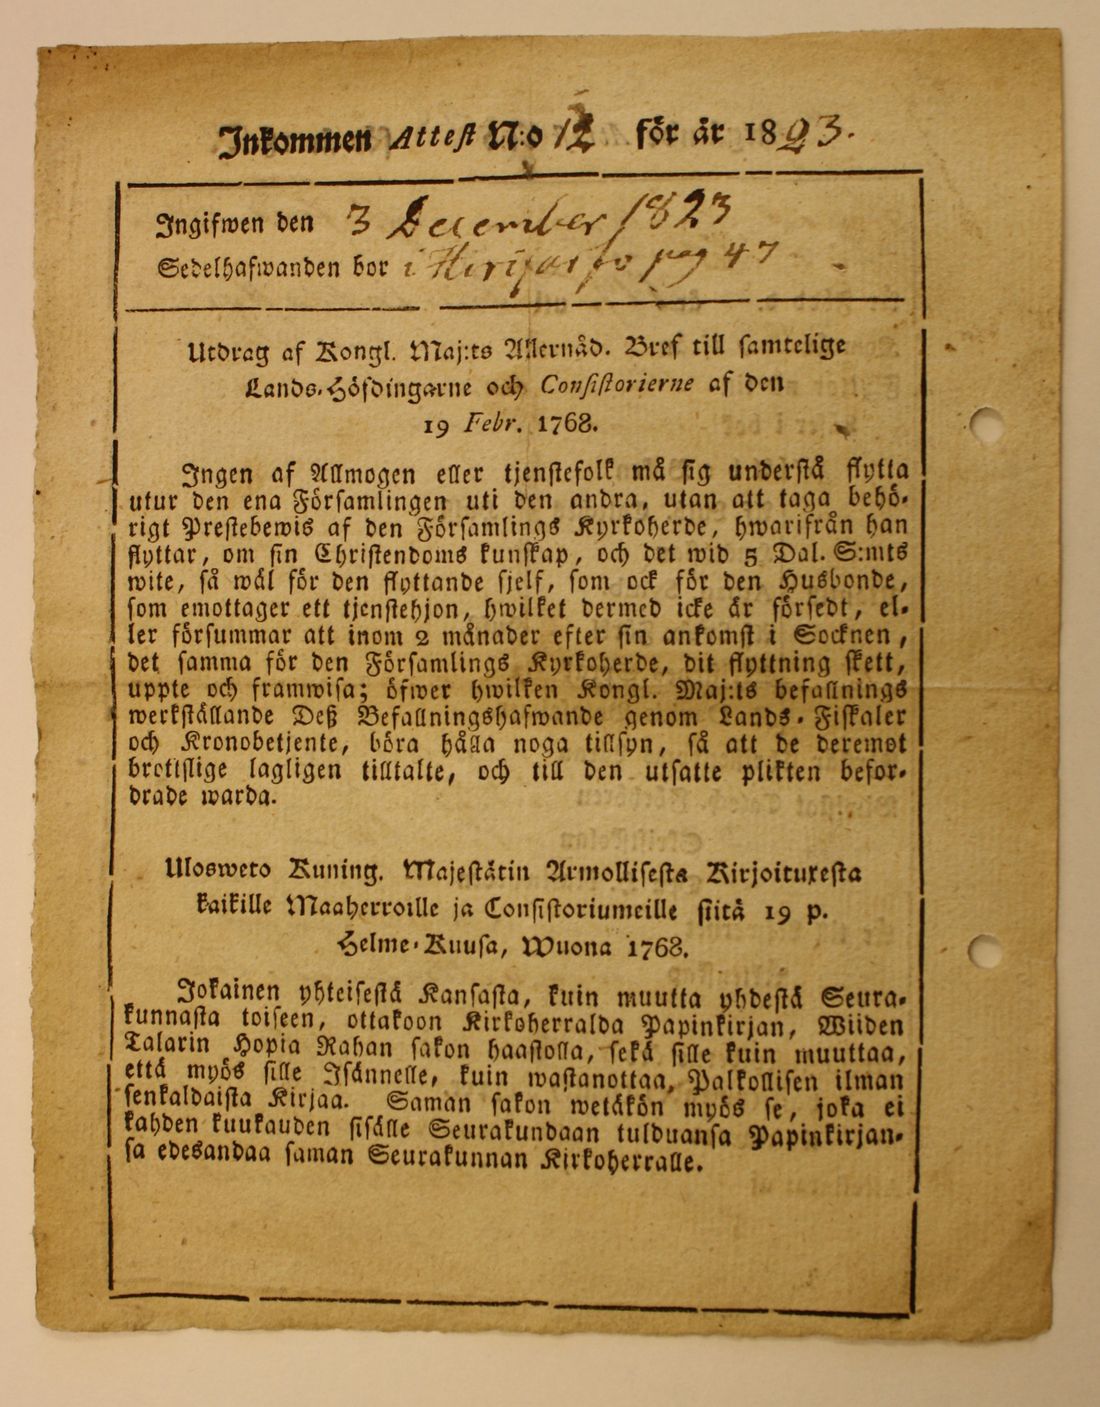 Inkommen Attest N:o 12 för år 1823.
Ingifwen den 3 December 1823
Sedelhafwanden bor i pag 47
Utdrag af Kongl. Maj:ts Allernåd. Bref till samtelige
Lands-Höfdingarne och Consistorierne af den
19 Febr. 1768.
Ingen af Allmogen eller tjenstefolk må sig understå flytta
utur den ena Församlingen uti den andra, utan att taga behö-
rigt Prestebewis af den Församlings Kyrkoherde, hwarifrån han
flyttar, om sin Christendoms kunskap, och det wid 5 Dal. S:mts
wite, så wäl för den flyttande sjelf, som ock för den Husbonde,
som emottager ett tjenstehjon, hwilket dermed icke är försedt, el-
ler försummar att inom 2 månader efter sin ankomst i Socknen,
det samma för den Församlings Kyrkoherde, dit flyttning skett,
uppte och framwisa; öfwer hwilken Kongl. Maj:ts befallnings
werkställande Deß Befallningshafwande genom Lands-Fiskaler
och Kronobetjente, böra hålla noga tillsyn, så att de deremot
brottslige lagligen tilltalte, och till den utsatte plikten befor-
drade warda.
Ulosweto Kuning. Majestätin Armollisesta Kirjoituxesta
kaikille Maaherroille ja Consistoriumeille siitä 19 p.
Helme-Kuusa, Wuona 1768.
Jokainen yhteisestä Kansasta, kuin muutta yhdestä Seura-
kunnasta toiseen, ottakoon Kirkoherralda Papinkirjan, Wiiden
Talarin Hopia Rahan sakon haastolla, sekä sille kuin muuttaa,
että myös sille Isännelle, kuin wastanottaa, Palkollisen ilman
senkaldaista Kirjaa. Saman sakon wetäkön myös se, joka ei
kahden kuukauden sisälle Seurakundaan tulduansa Papinkirjan-
sa edesandaa saman Seurakunnan Kirkoherralle.